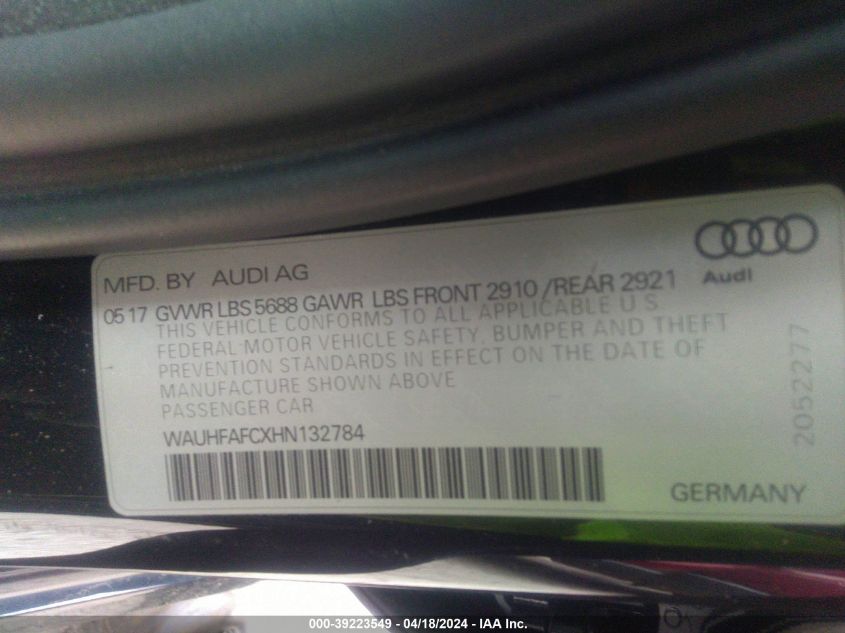 MFD. BY AUDI AG
Audi
05 17 GVWR LBS 5688 GAWR LBS FRONT 2910 /REAR 2921
THIS VEHICLE CONFORMS TO ALL APPLICABLE U S
FEDERAL-MOTOR VEHICLE SAFETY, BUMPER AND THEFT
PREVENTION STANDARDS IN EFFECT ON THE DATE OF
MANUFACTURE SHOWN ABOVE
PASSENGER CAR
WAUHFAFCXHN132784
2052277
GERMANY
000-39223549 - 04/18/2024 - IAA Inc.